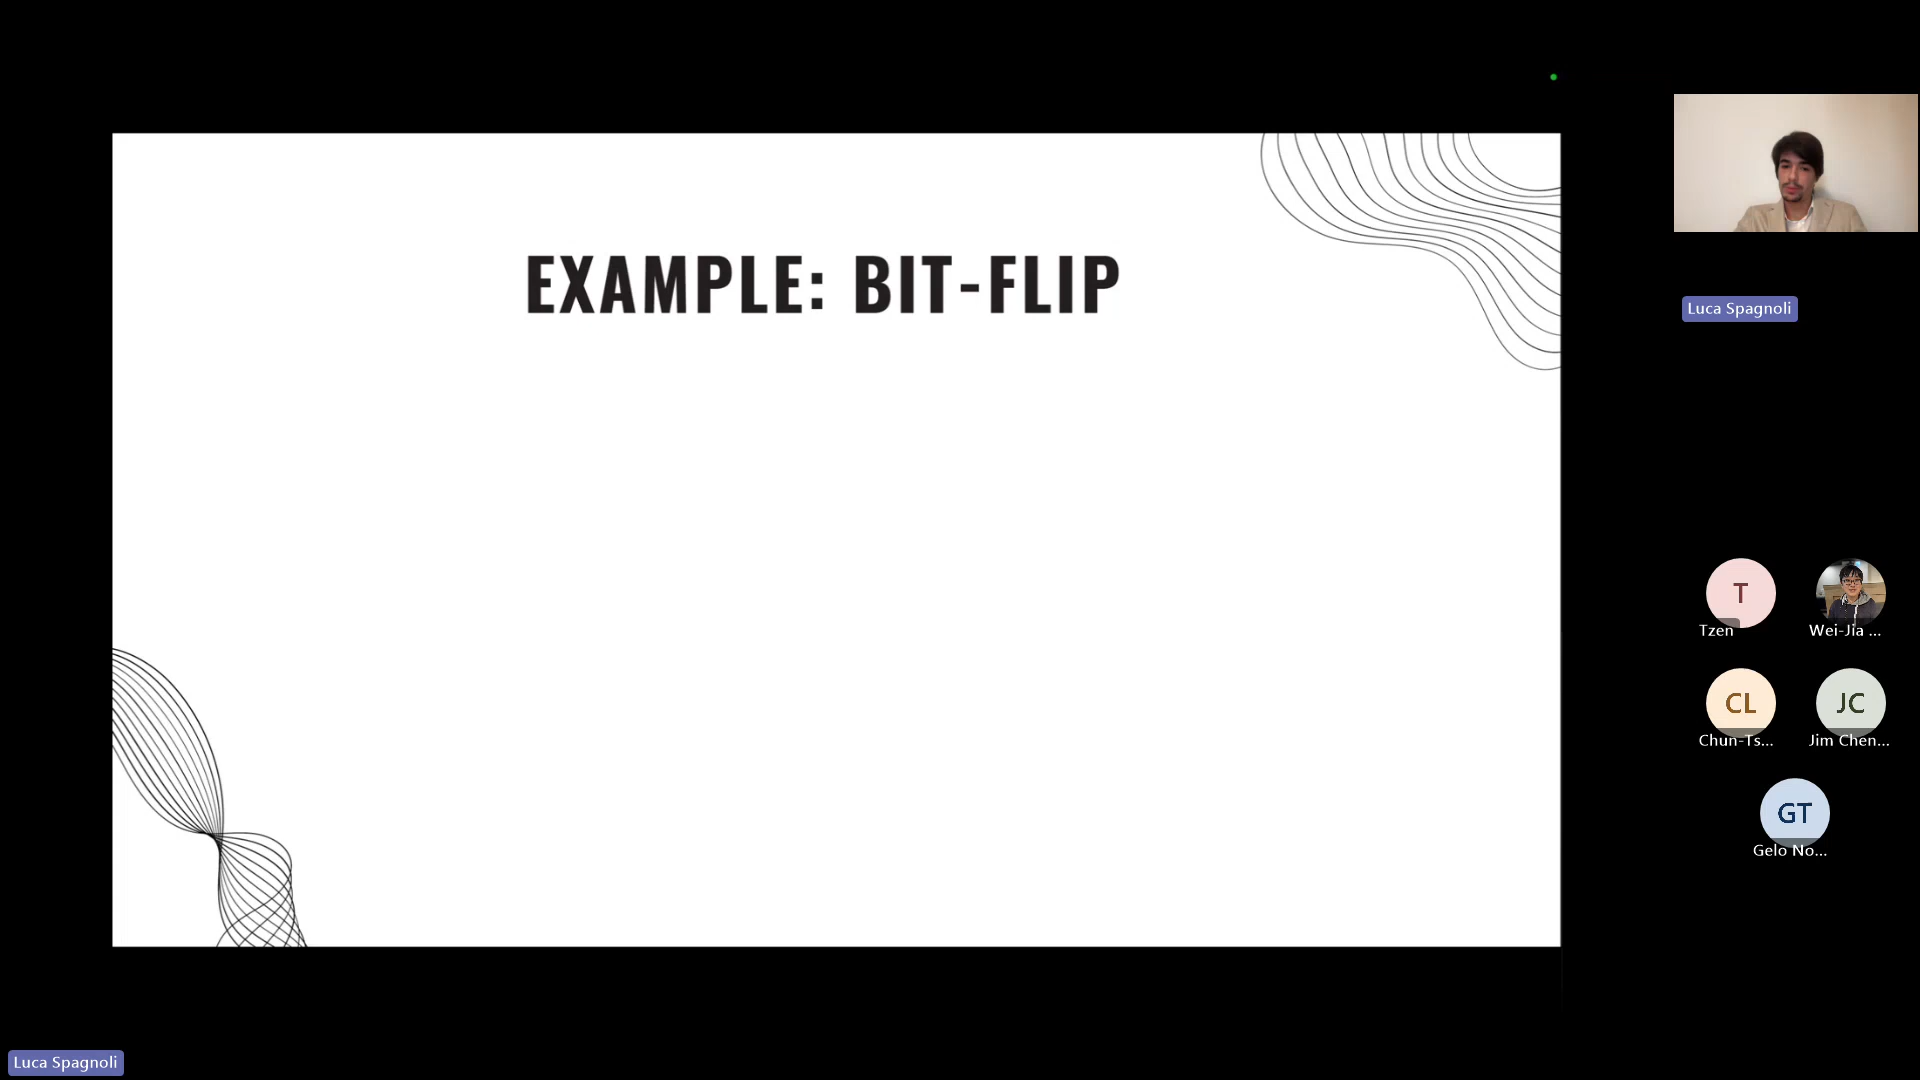 EXAMPLE: BIT-FLIP
Luca Spagnoli
T
Tzen
Wei-Jia ...
CL
Chun-Ts...
JC
Jim Chen...
GT
Gelo No...
Luca Spagnoli